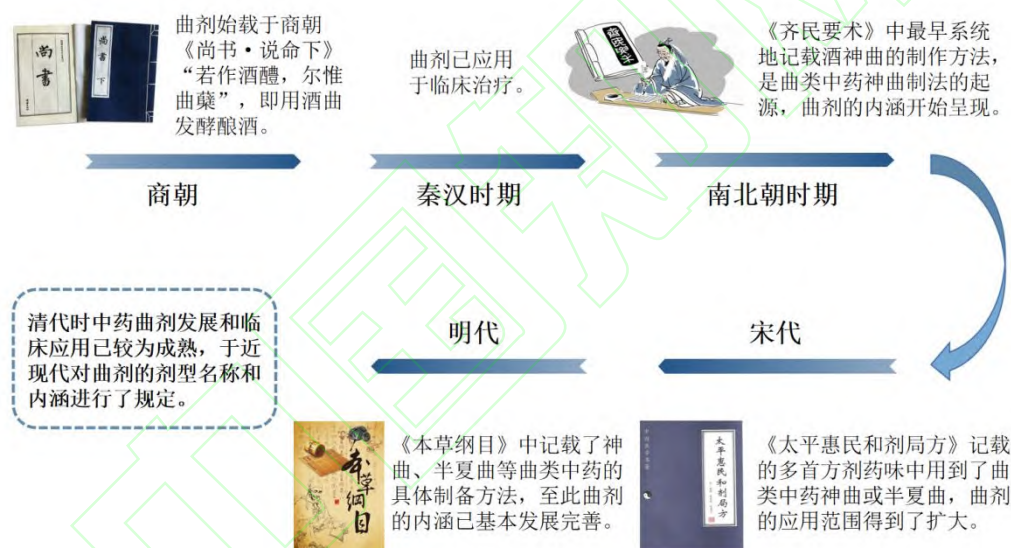 曲剂始载于商朝
《尚书·说命下》
“若作酒醴，尔惟
曲蘖”，即用酒曲
发酵酿酒。
尚書
尚書 下
曲剂已应用
于临床治疗。
齐民要术
《齐民要术》中最早系统
地记载酒神曲的制作方法，
是曲类中药神曲制法的起
源，曲剂的内涵开始呈现。
商朝
秦汉时期
南北朝时期
清代时中药曲剂发展和临
床应用已较为成熟，于近
现代对曲剂的剂型名称和
内涵进行了规定。
明代
宋代
本草纲目
《本草纲目》中记载了神
曲、半夏曲等曲类中药的
具体制备方法，至此曲剂
的内涵已基本发展完善。
太平惠民和剂局方
《太平惠民和剂局方》记载
的多首方剂药味中用到了曲
类中药神曲或半夏曲，曲剂
的应用范围得到了扩大。